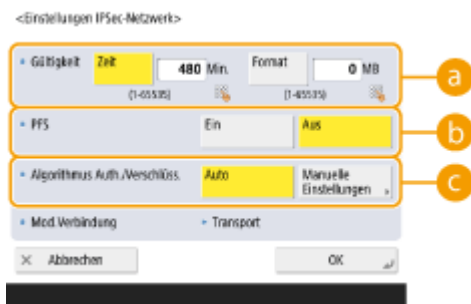 <Einstellungen IPSec-Netzwerk>
Gültigkeit Zeit 480 Min. Format 0 MB
(1-65535) (1-65535)
a
PFS Ein Aus
b
Algorithmus Auth./Verschlüss. Auto Manuelle Einstellungen
c
Mod.Verbindung Transport
× Abbrechen OK